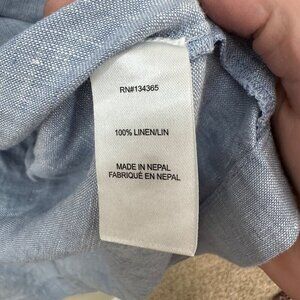 RN#134365
100% LINEN/LIN
MADE IN NEPAL
FABRIQUÉ EN NEPAL